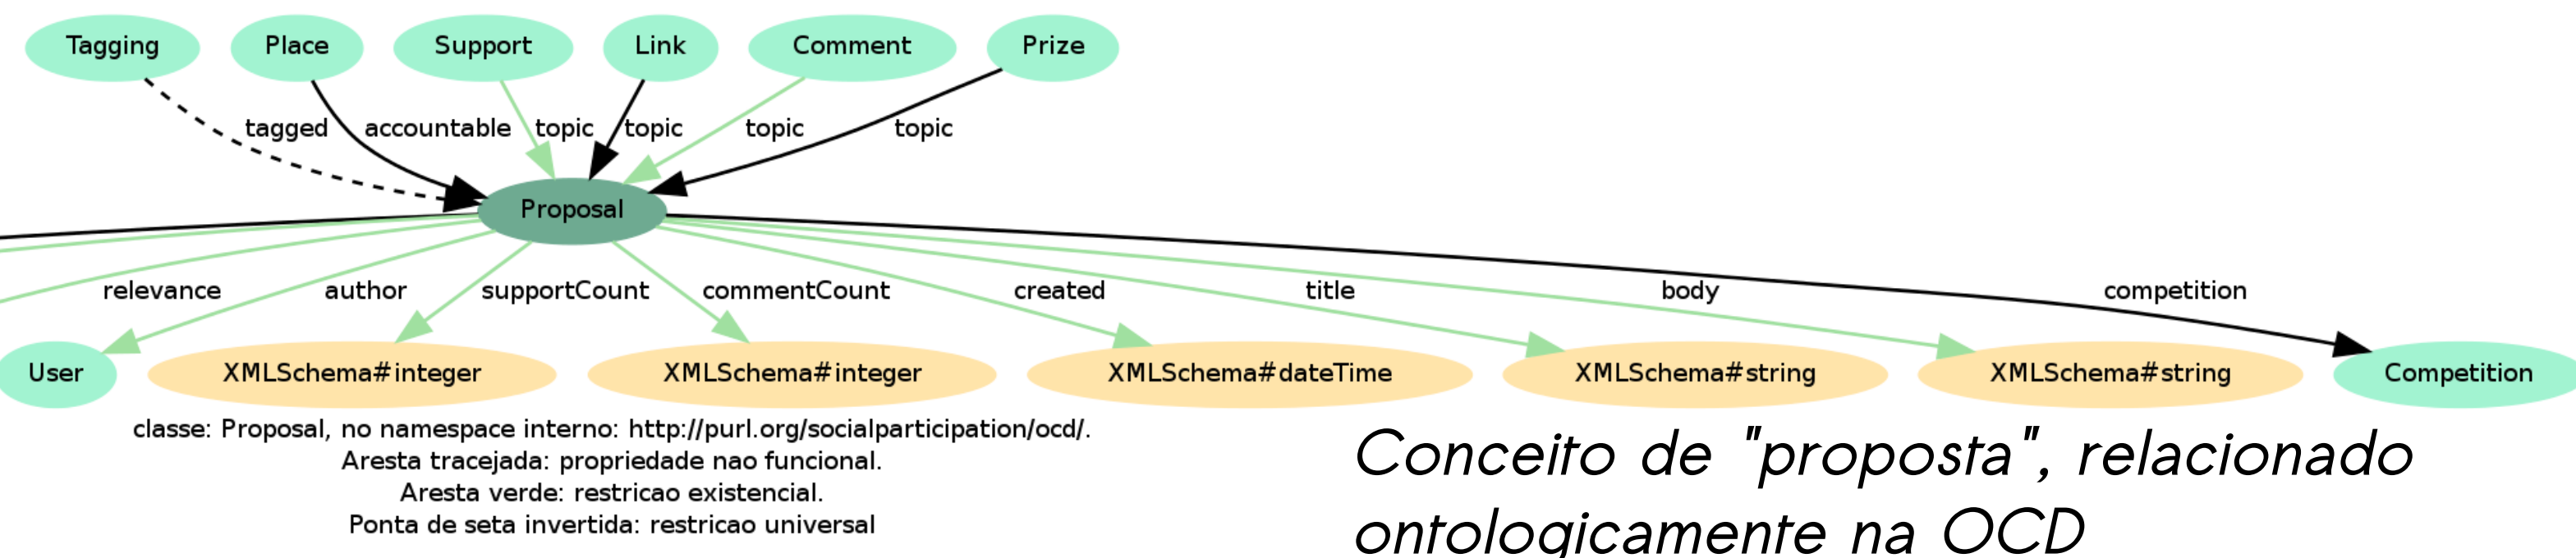 Tagging Place Support Link Comment Prize
tagged accountable topic topic topic topic
Proposal
relevance author supportCount commentCount created title body competition
User XMLSchema#integer XMLSchema#integer XMLSchema#dateTime XMLSchema#string XMLSchema#string Competition
classe: Proposal, no namespace interno: http://purl.org/socialparticipation/ocd/.
Aresta tracejada: propriedade nao funcional.
Aresta verde: restricao existencial.
Ponta de seta invertida: restricao universal
Conceito de "proposta", relacionado
ontologicamente na OCD